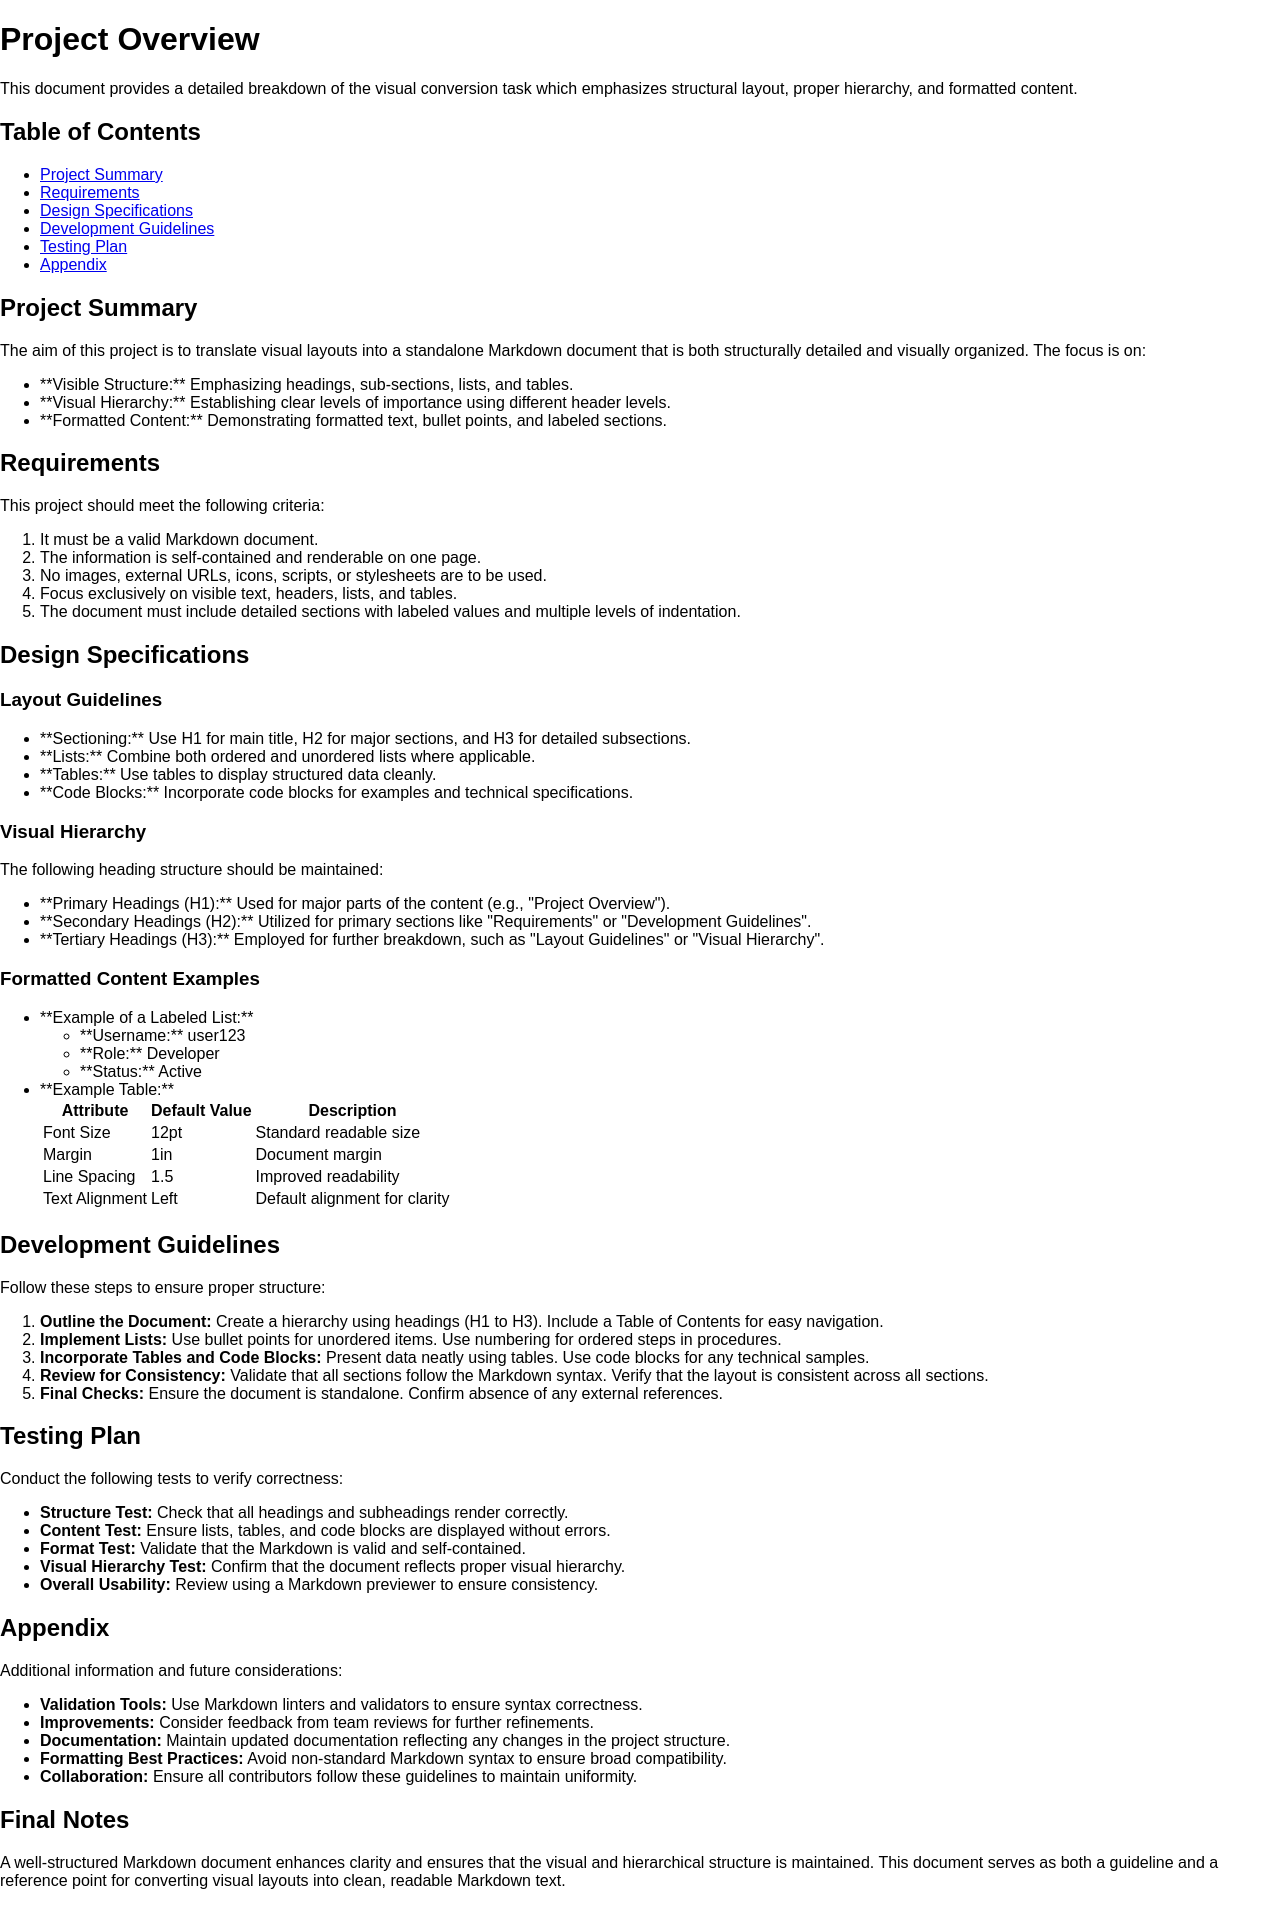 Project Overview
This document provides a detailed breakdown of the visual conversion task which emphasizes structural layout, proper hierarchy, and formatted content.
Table of Contents
• Project Summary
• Requirements
• Design Specifications
• Development Guidelines
• Testing Plan
• Appendix
Project Summary
The aim of this project is to translate visual layouts into a standalone Markdown document that is both structurally detailed and visually organized. The focus is on:
• **Visible Structure:** Emphasizing headings, sub-sections, lists, and tables.
• **Visual Hierarchy:** Establishing clear levels of importance using different header levels.
• **Formatted Content:** Demonstrating formatted text, bullet points, and labeled sections.
Requirements
This project should meet the following criteria:
1. It must be a valid Markdown document.
2. The information is self-contained and renderable on one page.
3. No images, external URLs, icons, scripts, or stylesheets are to be used.
4. Focus exclusively on visible text, headers, lists, and tables.
5. The document must include detailed sections with labeled values and multiple levels of indentation.
Design Specifications
Layout Guidelines
• **Sectioning:** Use H1 for main title, H2 for major sections, and H3 for detailed subsections.
• **Lists:** Combine both ordered and unordered lists where applicable.
• **Tables:** Use tables to display structured data cleanly.
• **Code Blocks:** Incorporate code blocks for examples and technical specifications.
Visual Hierarchy
The following heading structure should be maintained:
• **Primary Headings (H1):** Used for major parts of the content (e.g., "Project Overview").
• **Secondary Headings (H2):** Utilized for primary sections like "Requirements" or "Development Guidelines".
• **Tertiary Headings (H3):** Employed for further breakdown, such as "Layout Guidelines" or "Visual Hierarchy".
Formatted Content Examples
• **Example of a Labeled List:**
◦ **Username:** user123
◦ **Role:** Developer
◦ **Status:** Active
• **Example Table:**
Attribute Default Value Description
Font Size 12pt Standard readable size
Margin 1in Document margin
Line Spacing 1.5 Improved readability
Text Alignment Left Default alignment for clarity
Development Guidelines
Follow these steps to ensure proper structure:
1. Outline the Document: Create a hierarchy using headings (H1 to H3). Include a Table of Contents for easy navigation.
2. Implement Lists: Use bullet points for unordered items. Use numbering for ordered steps in procedures.
3. Incorporate Tables and Code Blocks: Present data neatly using tables. Use code blocks for any technical samples.
4. Review for Consistency: Validate that all sections follow the Markdown syntax. Verify that the layout is consistent across all sections.
5. Final Checks: Ensure the document is standalone. Confirm absence of any external references.
Testing Plan
Conduct the following tests to verify correctness:
• Structure Test: Check that all headings and subheadings render correctly.
• Content Test: Ensure lists, tables, and code blocks are displayed without errors.
• Format Test: Validate that the Markdown is valid and self-contained.
• Visual Hierarchy Test: Confirm that the document reflects proper visual hierarchy.
• Overall Usability: Review using a Markdown previewer to ensure consistency.
Appendix
Additional information and future considerations:
• Validation Tools: Use Markdown linters and validators to ensure syntax correctness.
• Improvements: Consider feedback from team reviews for further refinements.
• Documentation: Maintain updated documentation reflecting any changes in the project structure.
• Formatting Best Practices: Avoid non-standard Markdown syntax to ensure broad compatibility.
• Collaboration: Ensure all contributors follow these guidelines to maintain uniformity.
Final Notes
A well-structured Markdown document enhances clarity and ensures that the visual and hierarchical structure is maintained. This document serves as both a guideline and a
reference point for converting visual layouts into clean, readable Markdown text.